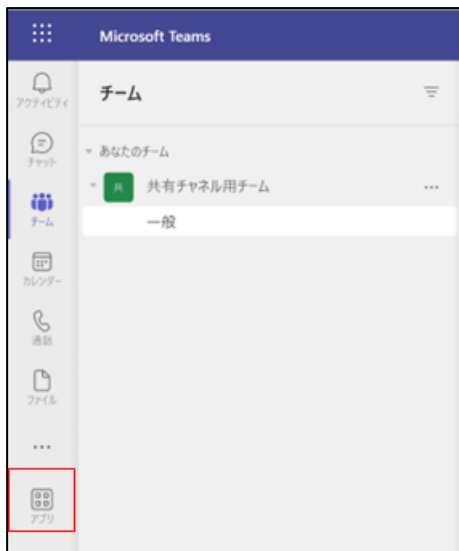 Microsoft Teams
アクティビティ
チャット
チーム
カレンダー
通話
ファイル
アプリ
チーム
あなたのチーム
共 共有チャネル用チーム
一般